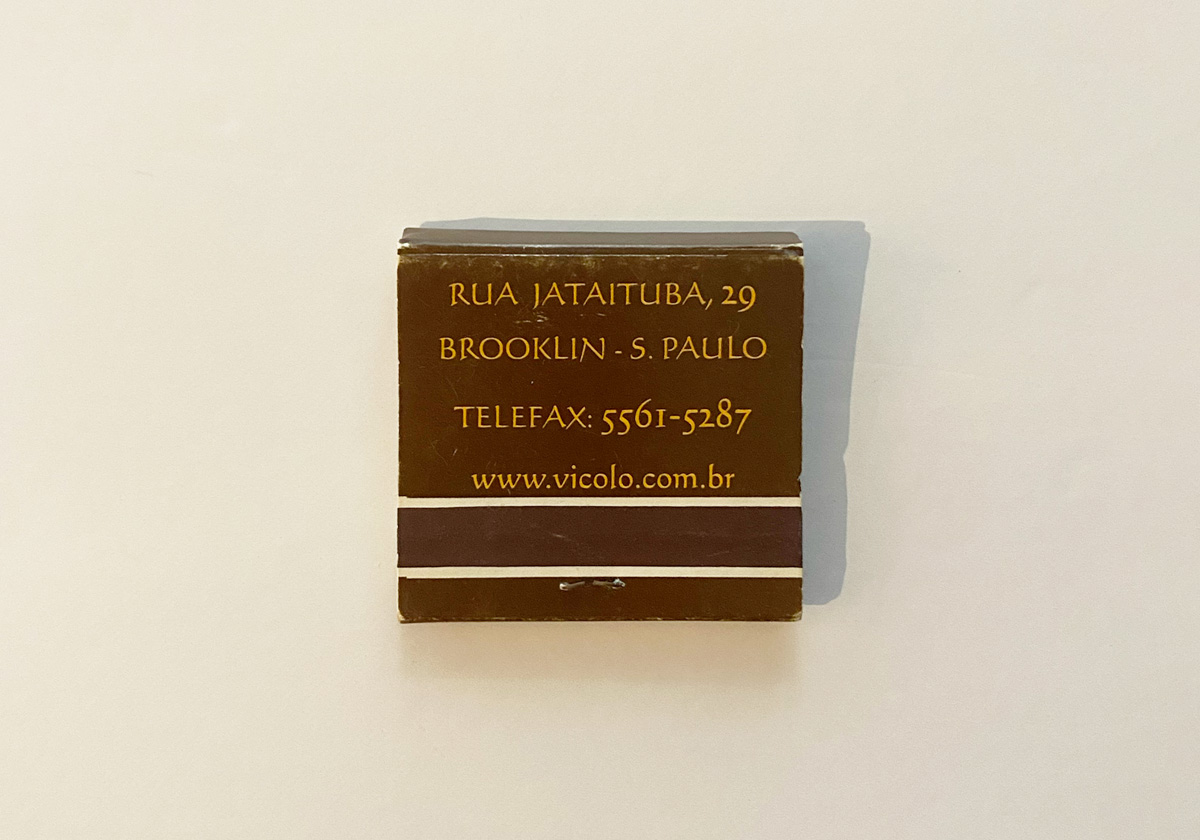 RUA JATAITUBA, 29
BROOKLIN - S. PAULO
TELEFAX: 5561-5287
www.vicolo.com.br